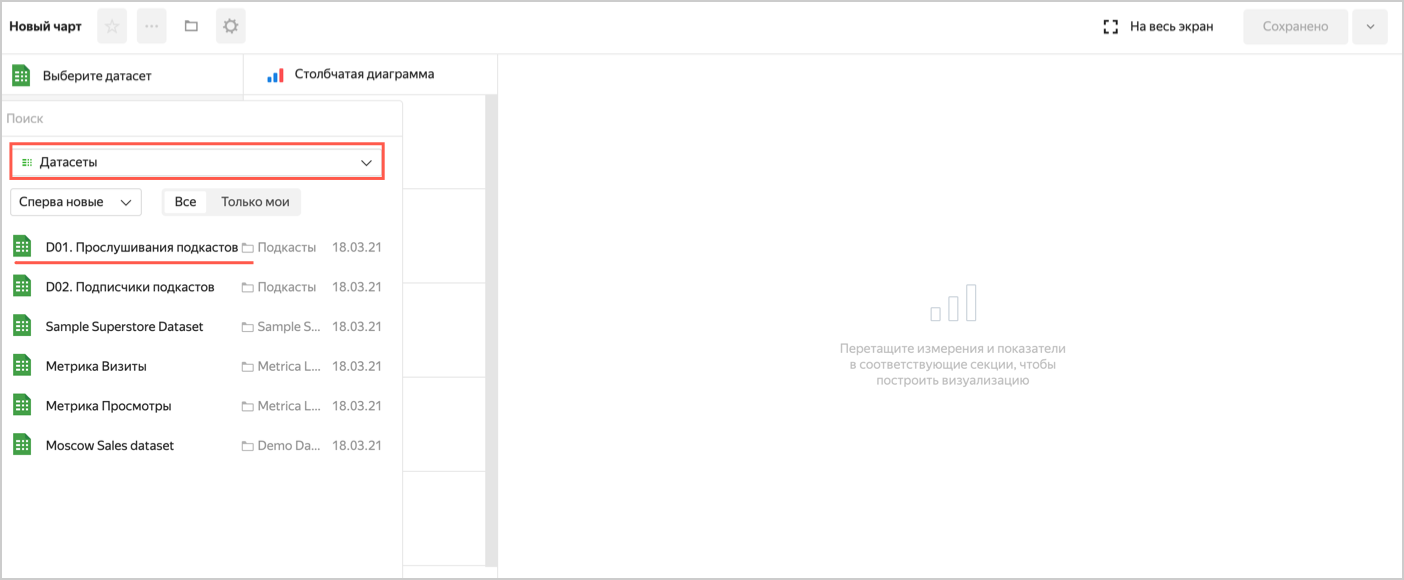 Новый чарт
На весь экран
Сохранено
Выберите датасет
Столбчатая диаграмма
Поиск
Датасеты
Сперва новые
Все
Только мои
D01. Прослушивания подкастов Подкасты 18.03.21
D02. Подписчики подкастов Подкасты 18.03.21
Sample Superstore Dataset Sample S... 18.03.21
Метрика Визиты Metrica L... 18.03.21
Метрика Просмотры Metrica L... 18.03.21
Moscow Sales dataset Demo Da... 18.03.21
Перетащите измерения и показатели
в соответствующие секции, чтобы
построить визуализацию